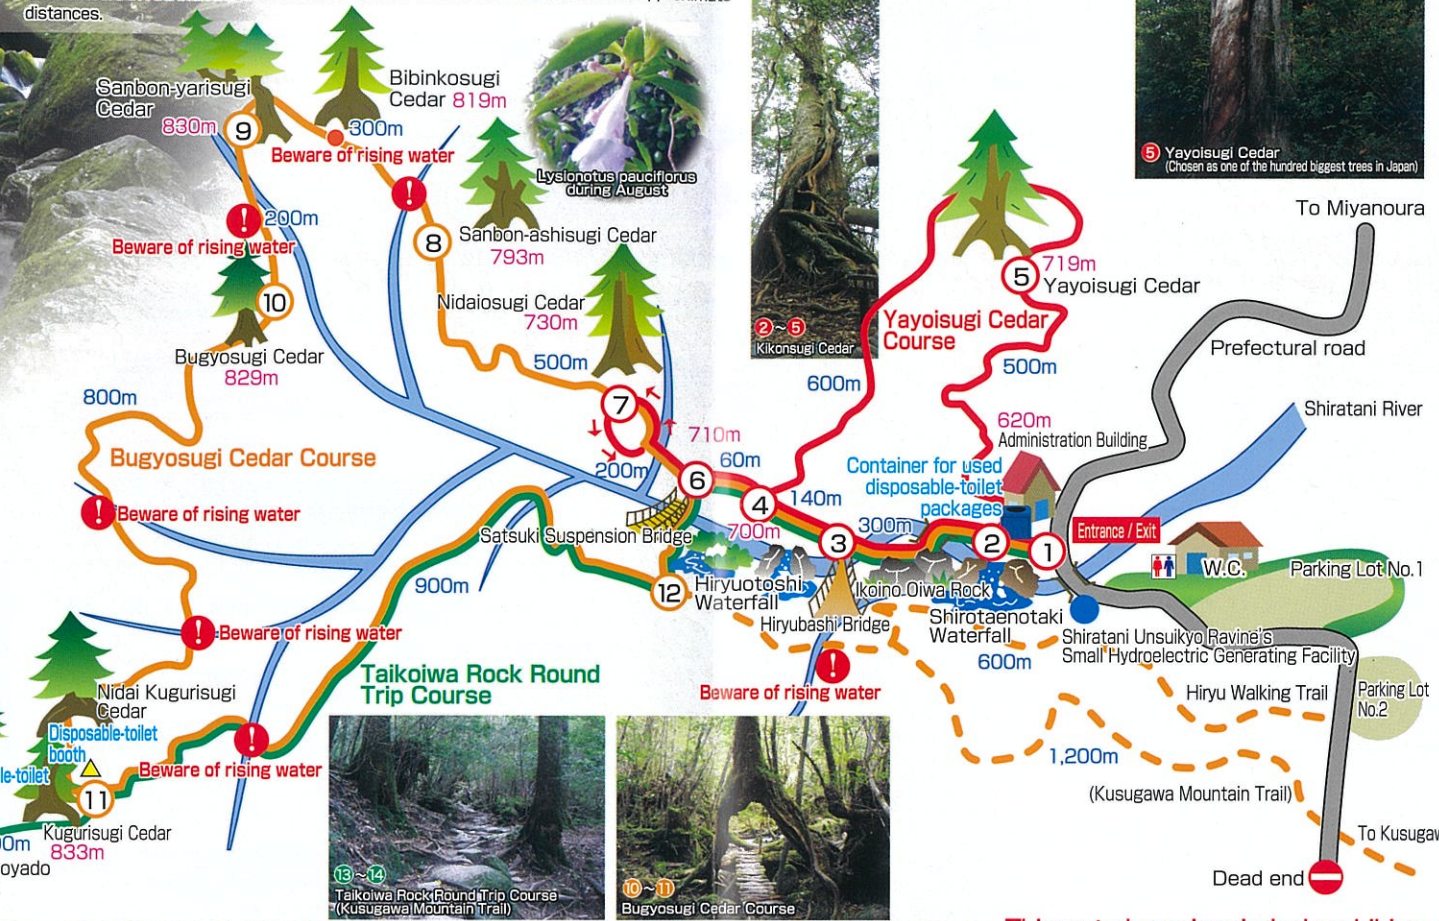 distances.
Sanbon-yarisugi
Cedar
830m
9
Bibinkosugi
Cedar 819m
300m
Beware of rising water
!
Lysionotus pauciflorus
during August
5 Yayoisugi Cedar
(Chosen as one of the hundred biggest trees in Japan)
To Miyanoura
!
200m
Beware of rising water
8
Sanbon-ashisugi Cedar
793m
10
Bugyosugi Cedar
829m
Nidaiosugi Cedar
730m
500m
7
200m
2~5
Kikonsugi Cedar
5
719m
Yayoisugi Cedar
Yayoisugi Cedar
Course
600m
500m
Prefectural road
Shiratani River
800m
Bugyosugi Cedar Course
!
Beware of rising water
710m
60m
6
4
140m
700m
620m
Administration Building
Container for used
disposable-toilet
packages
300m
3
2
1
Entrance / Exit
W.C.
Parking Lot No.1
Satsuki Suspension Bridge
900m
12
Hiryuotoshi
Waterfall
Ikoino Oiwa Rock
Hiryubashi Bridge
Shirotaenotaki
Waterfall
600m
Shiratani Unsuikyo Ravine's
Small Hydroelectric Generating Facility
!
Beware of rising water
!
Beware of rising water
Taikoiwa Rock Round
Trip Course
Hiryu Walking Trail
Parking Lot
No.2
Nidai Kugurisugi
Cedar
Disposable-toilet
booth
le-toilet
!
Beware of rising water
11
Kugurisugi Cedar
833m
0m
oyado
13~14
Taikoiwa Rock Round Trip Course
(Kusugawa Mountain Trail)
10~11
Bugyosugi Cedar Course
1,200m
(Kusugawa Mountain Trail)
To Kusugaw
Dead end